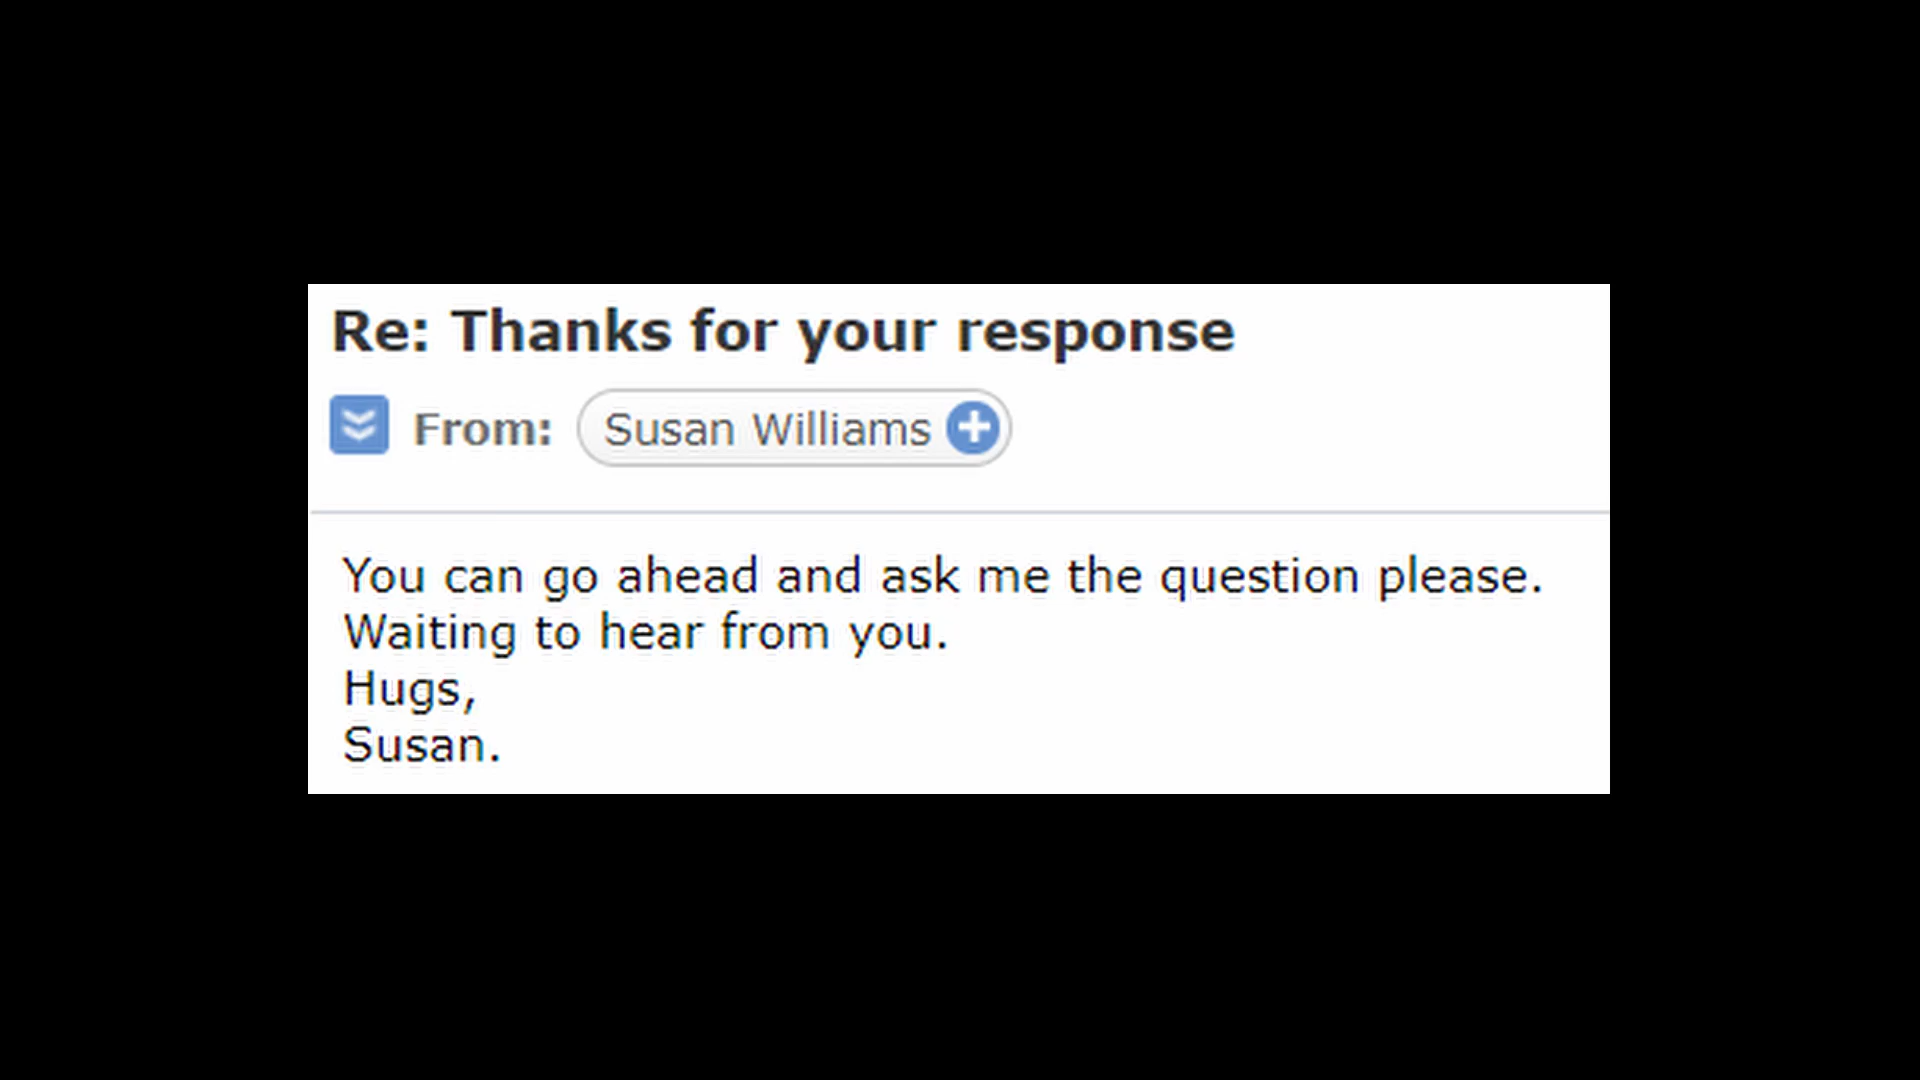 Re: Thanks for your response
From: Susan Williams
You can go ahead and ask me the question please.
Waiting to hear from you.
Hugs,
Susan.